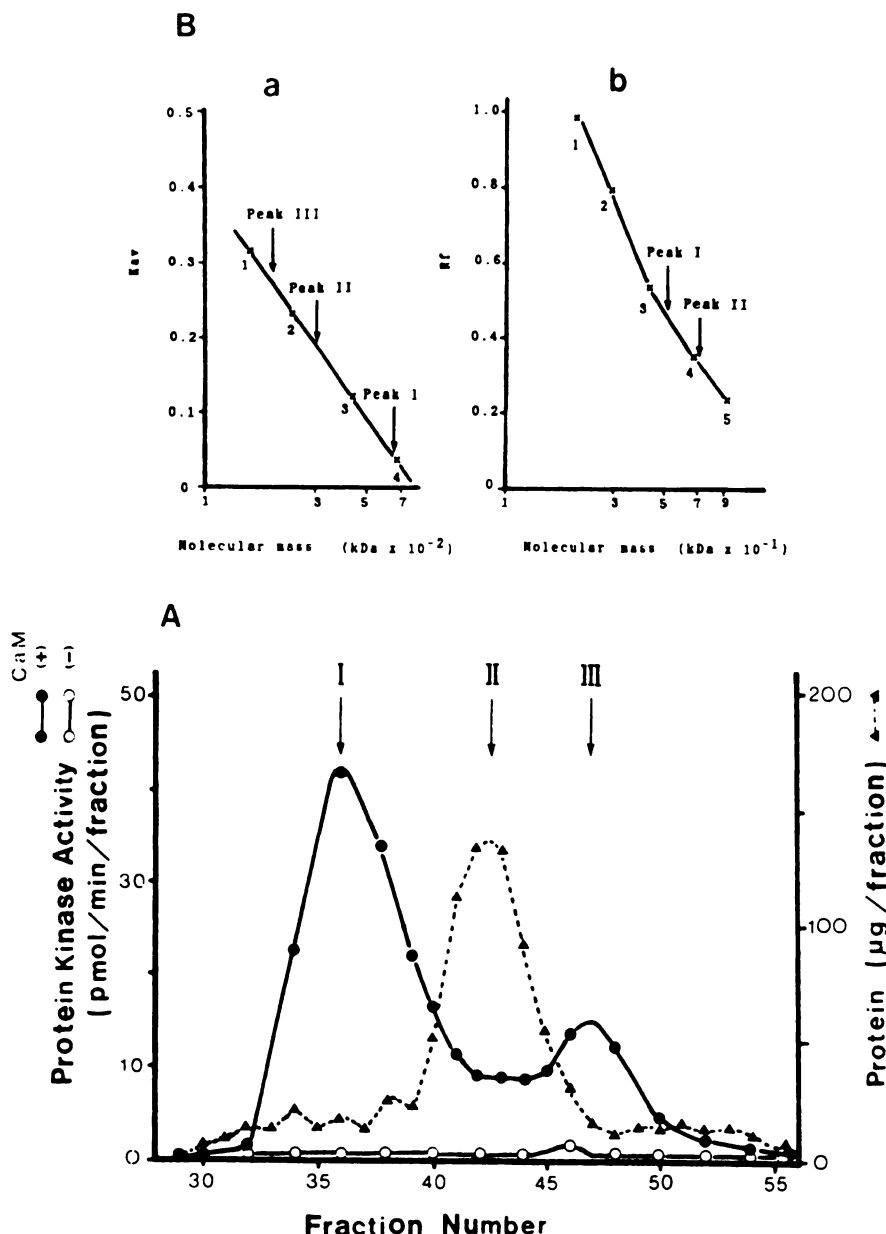 B
a
b
0.5
0.4
0.3
0.2
0.1
0
Kav
Peak III
Peak II
Peak I
1
2
3
4
1
3
5
7
Molecular mass (kDa x 10-2)
1.0
0.8
0.6
0.4
0.2
0
Rf
Peak I
Peak II
1
2
3
4
5
1
3
5
7
9
Molecular mass (kDa x 10-1)
A
CaM
(+)
(-)
Protein Kinase Activity
(pmol/min/fraction)
50
30
10
0
I
II
III
200
100
0
Protein (µg/fraction)
30
35
40
45
50
55
Fraction Number